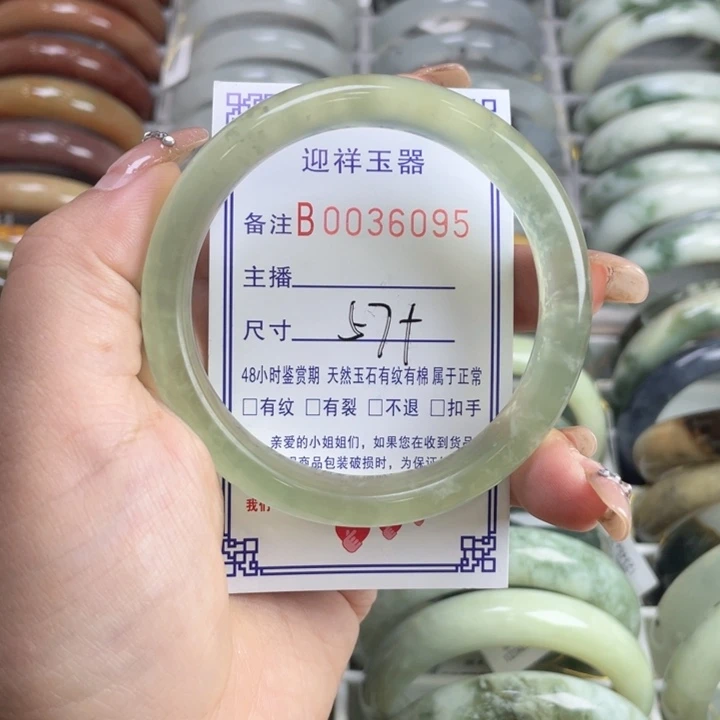 迎祥玉器
备注B0036095
主播
尺寸 57+
48小时鉴赏期 天然玉石有纹有棉 属于正常
□有纹 □有裂 □不退 □扣手
亲爱的小姐姐们，如果您在收到货品
商品包装破损时，为保证
我们